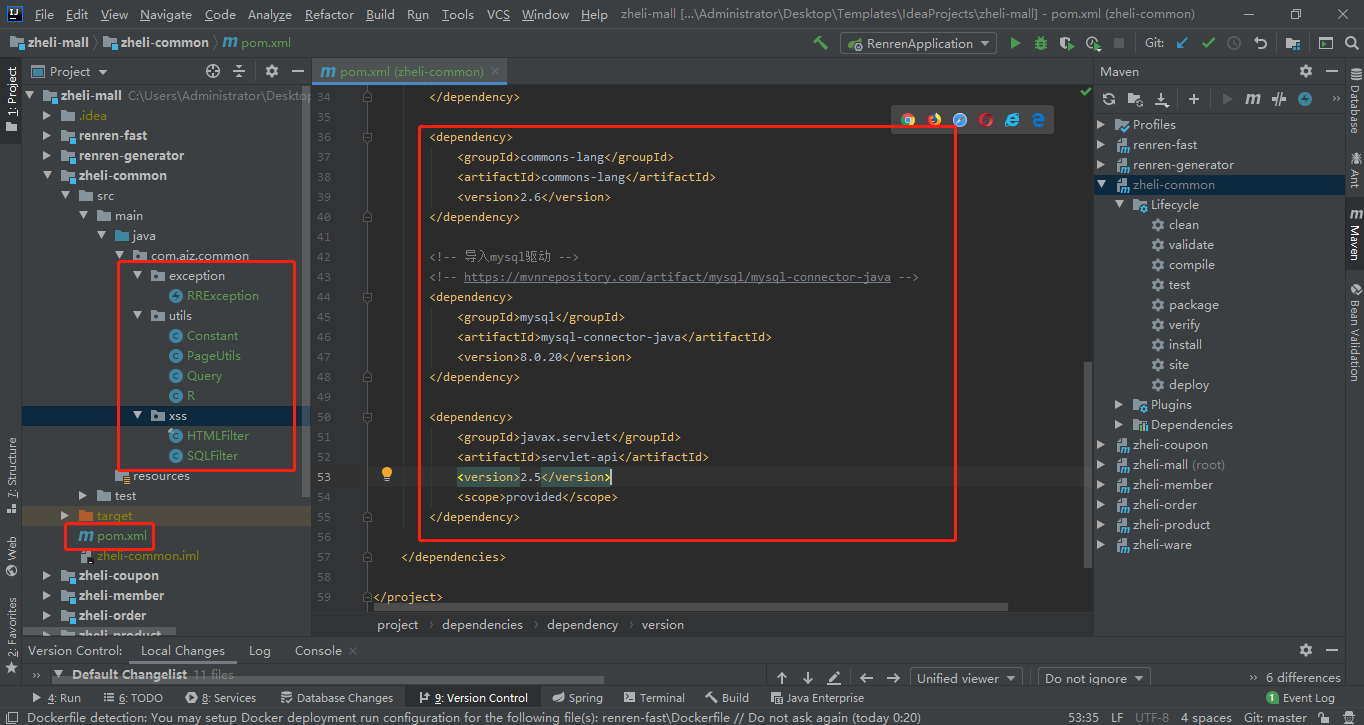 File Edit View Navigate Code Analyze Refactor Build Run Tools VCS Window Help zheli-mall [...\Administrator\Desktop\Templates\IdeaProjects\zheli-mall] - pom.xml (zheli-common)
zheli-mall zheli-common pom.xml RenrenApplication Git:
Project pom.xml (zheli-common) Maven
1: Project
zheli-mall C:\Users\Administrator\Desktop
.idea
renren-fast
renren-generator
zheli-common
src
main
java
com.aiz.common
exception
RRException
utils
Constant
PageUtils
Query
R
xss
HTMLFilter
SQLFilter
resources
test
target
pom.xml
zheli-common.iml
zheli-coupon
zheli-member
zheli-order
zheli-product
7: Structure
Web
2: Favorites
34 </dependency>
35
36 <dependency>
37 <groupId>commons-lang</groupId>
38 <artifactId>commons-lang</artifactId>
39 <version>2.6</version>
40 </dependency>
41
42 <!-- 导入mysql驱动 -->
43 <!-- https://mvnrepository.com/artifact/mysql/mysql-connector-java -->
44 <dependency>
45 <groupId>mysql</groupId>
46 <artifactId>mysql-connector-java</artifactId>
47 <version>8.0.20</version>
48 </dependency>
49
50 <dependency>
51 <groupId>javax.servlet</groupId>
52 <artifactId>servlet-api</artifactId>
53 <version>2.5</version>
54 <scope>provided</scope>
55 </dependency>
56
57 </dependencies>
58
59 </project>
project › dependencies › dependency › version
Profiles
renren-fast
renren-generator
zheli-common
Lifecycle
clean
validate
compile
test
package
verify
install
site
deploy
Plugins
Dependencies
zheli-coupon
zheli-mall (root)
zheli-member
zheli-order
zheli-product
zheli-ware
Database
Ant
Maven
Bean Validation
Version Control: Local Changes Log Console
Default Changelist 11 files Unified viewer Do not ignore 6 differences
4: Run 6: TODO 8: Services Database Changes 9: Version Control Spring Terminal Build Java Enterprise 1 Event Log
Dockerfile detection: You may setup Docker deployment run configuration for the following file(s): renren-fast\Dockerfile // Do not ask again (today 0:20) 53:35 LF UTF-8 4 spaces Git: master